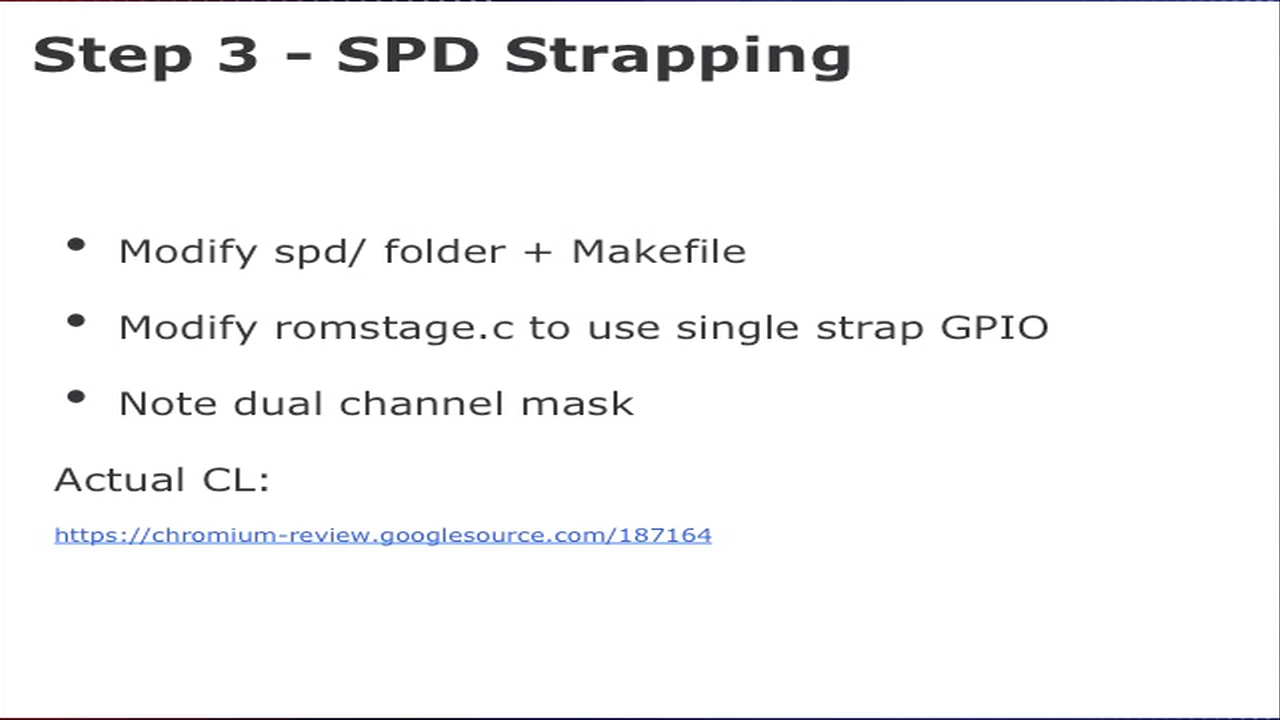 Step 3 - SPD Strapping
• Modify spd/ folder + Makefile
• Modify romstage.c to use single strap GPIO
• Note dual channel mask
Actual CL:
https://chromium-review.googlesource.com/187164